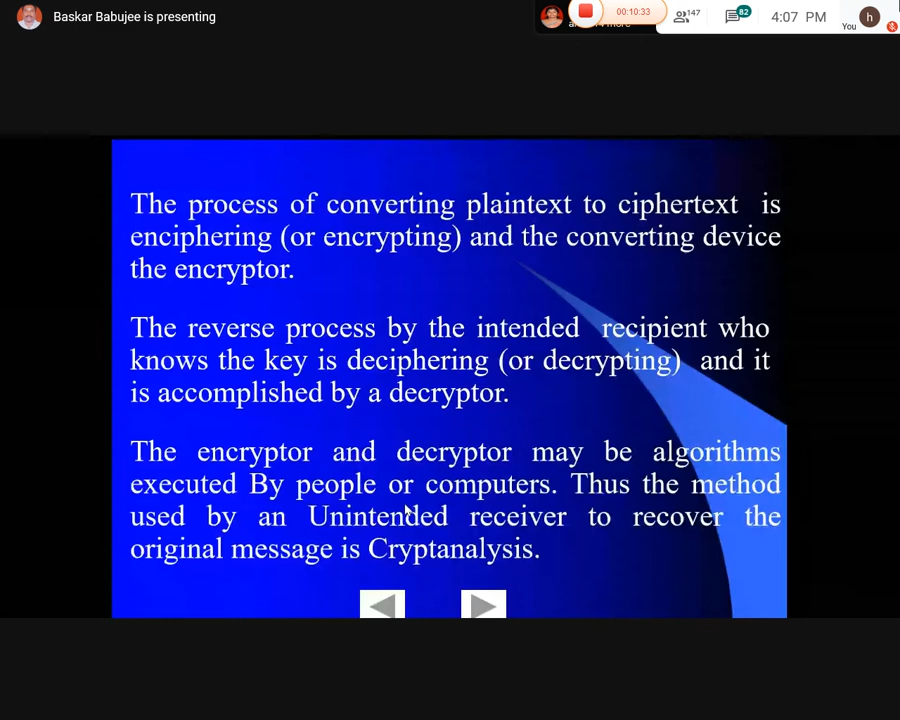 Baskar Babujee is presenting
00:10:33
147
82
4:07 PM
h
You
The process of converting plaintext to ciphertext is
enciphering (or encrypting) and the converting device
the encryptor.
The reverse process by the intended recipient who
knows the key is deciphering (or decrypting) and it
is accomplished by a decryptor.
The encryptor and decryptor may be algorithms
executed By people or computers. Thus the method
used by an Unintended receiver to recover the
original message is Cryptanalysis.